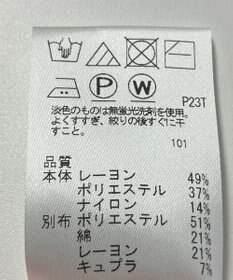 P W
P23T
淡色のものは無蛍光洗剤を使用。
よくすすぎ、絞りの後すぐに干
すこと。
101
品質
本体 レーヨン 49%
ポリエステル 37%
ナイロン 14%
別布 ポリエステル 51%
綿 21%
レーヨン 21%
キュプラ 7%